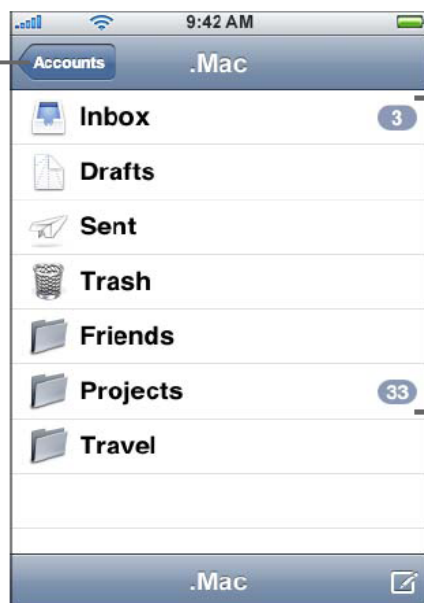 9:42 AM
Accounts
.Mac
Inbox 3
Drafts
Sent
Trash
Friends
Projects 33
Travel
.Mac